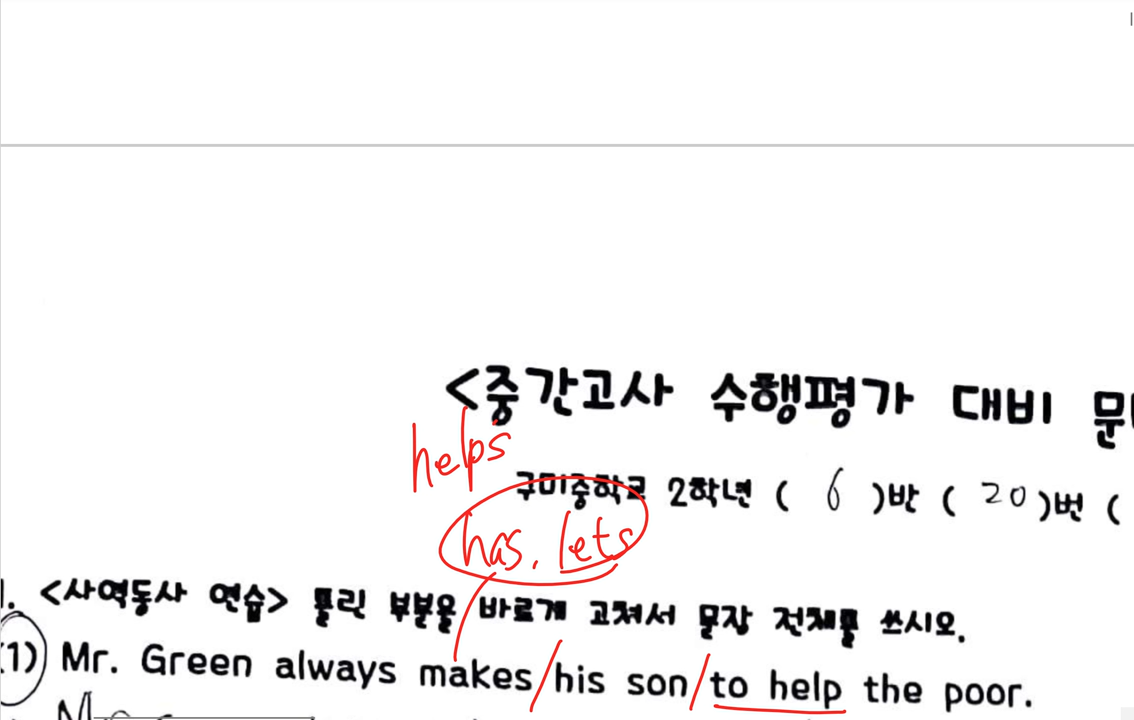 <중간고사 수행평가 대비
helps
구미중학교 2학년 ( 6 )반 ( 20 )번 (
has, lets
1. <사역동사 연습> 틀린 부분을 바르게 고쳐서 문장 전체를 쓰시오.
(1) Mr. Green always makes/his son/to help the poor.